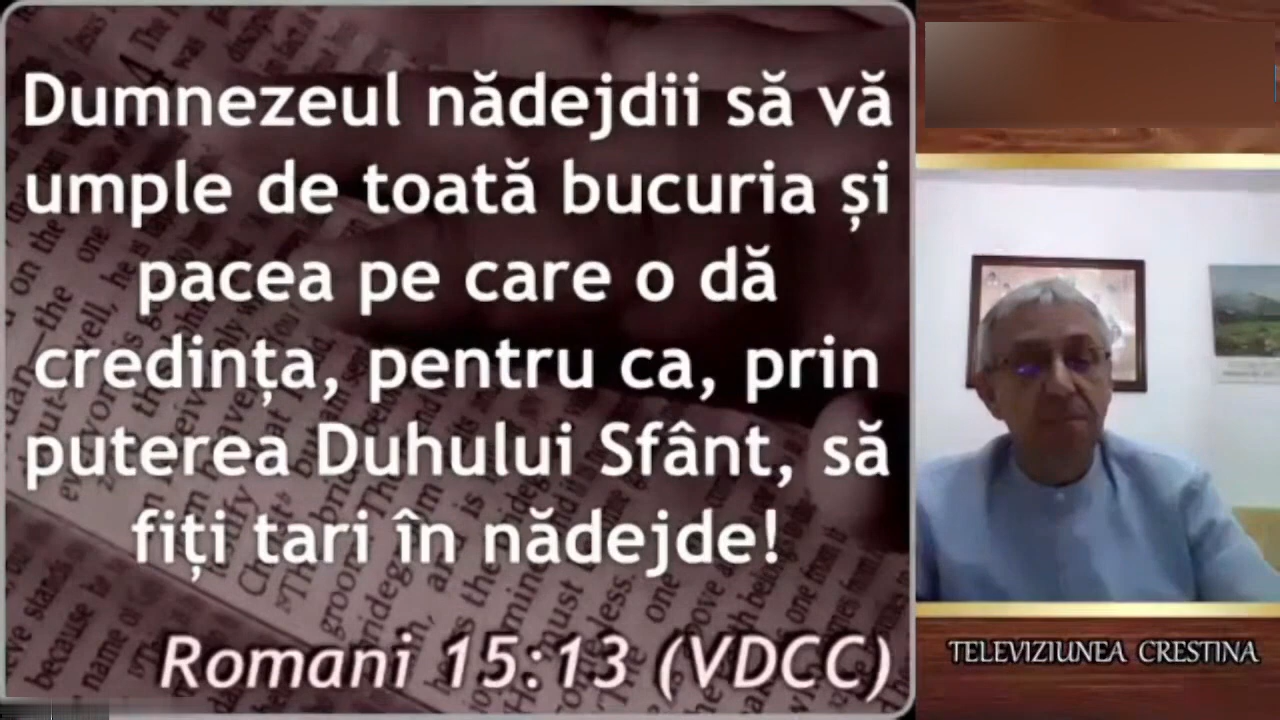 Dumnezeul nădejdii să vă
umple de toată bucuria și
pacea pe care o dă
credința, pentru ca, prin
puterea Duhului Sfânt, să
fiți tari în nădejde!
Romani 15:13 (VDCC)
TELEVIZIUNEA CRESTINA